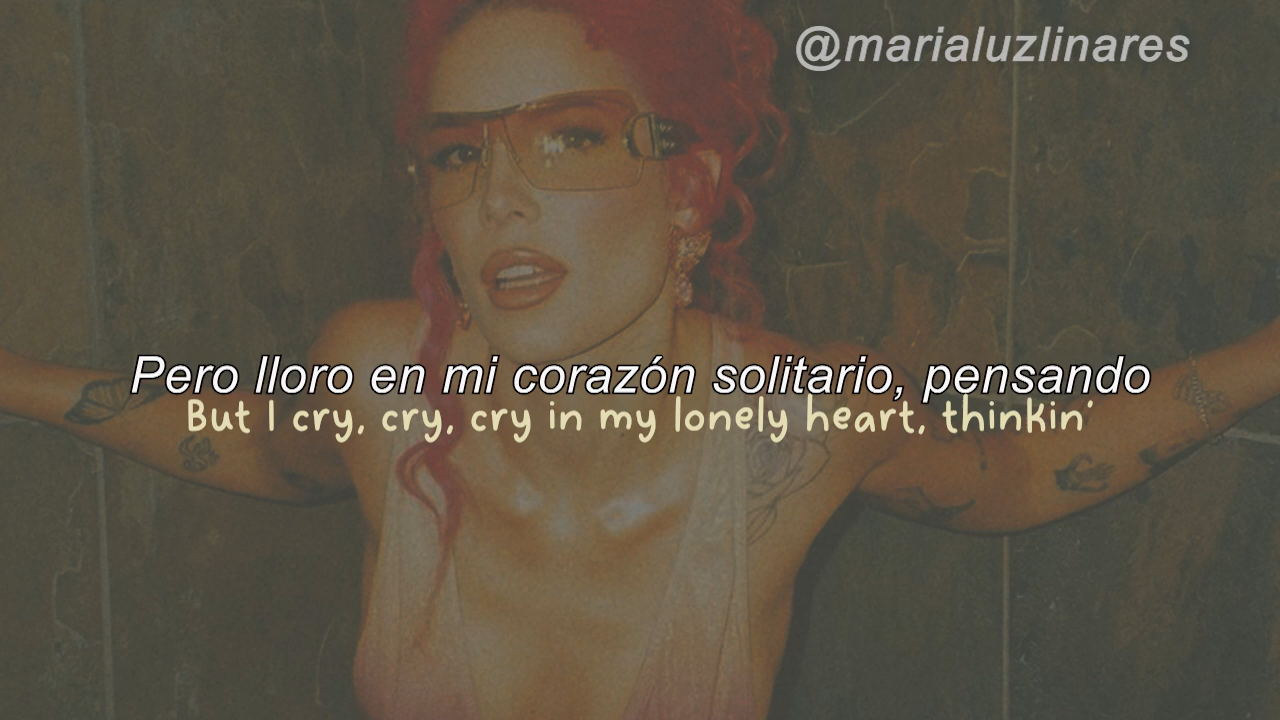 @marialuzlinares
Pero lloro en mi corazón solitario, pensando
But I cry, cry, cry in my lonely heart, thinkin'